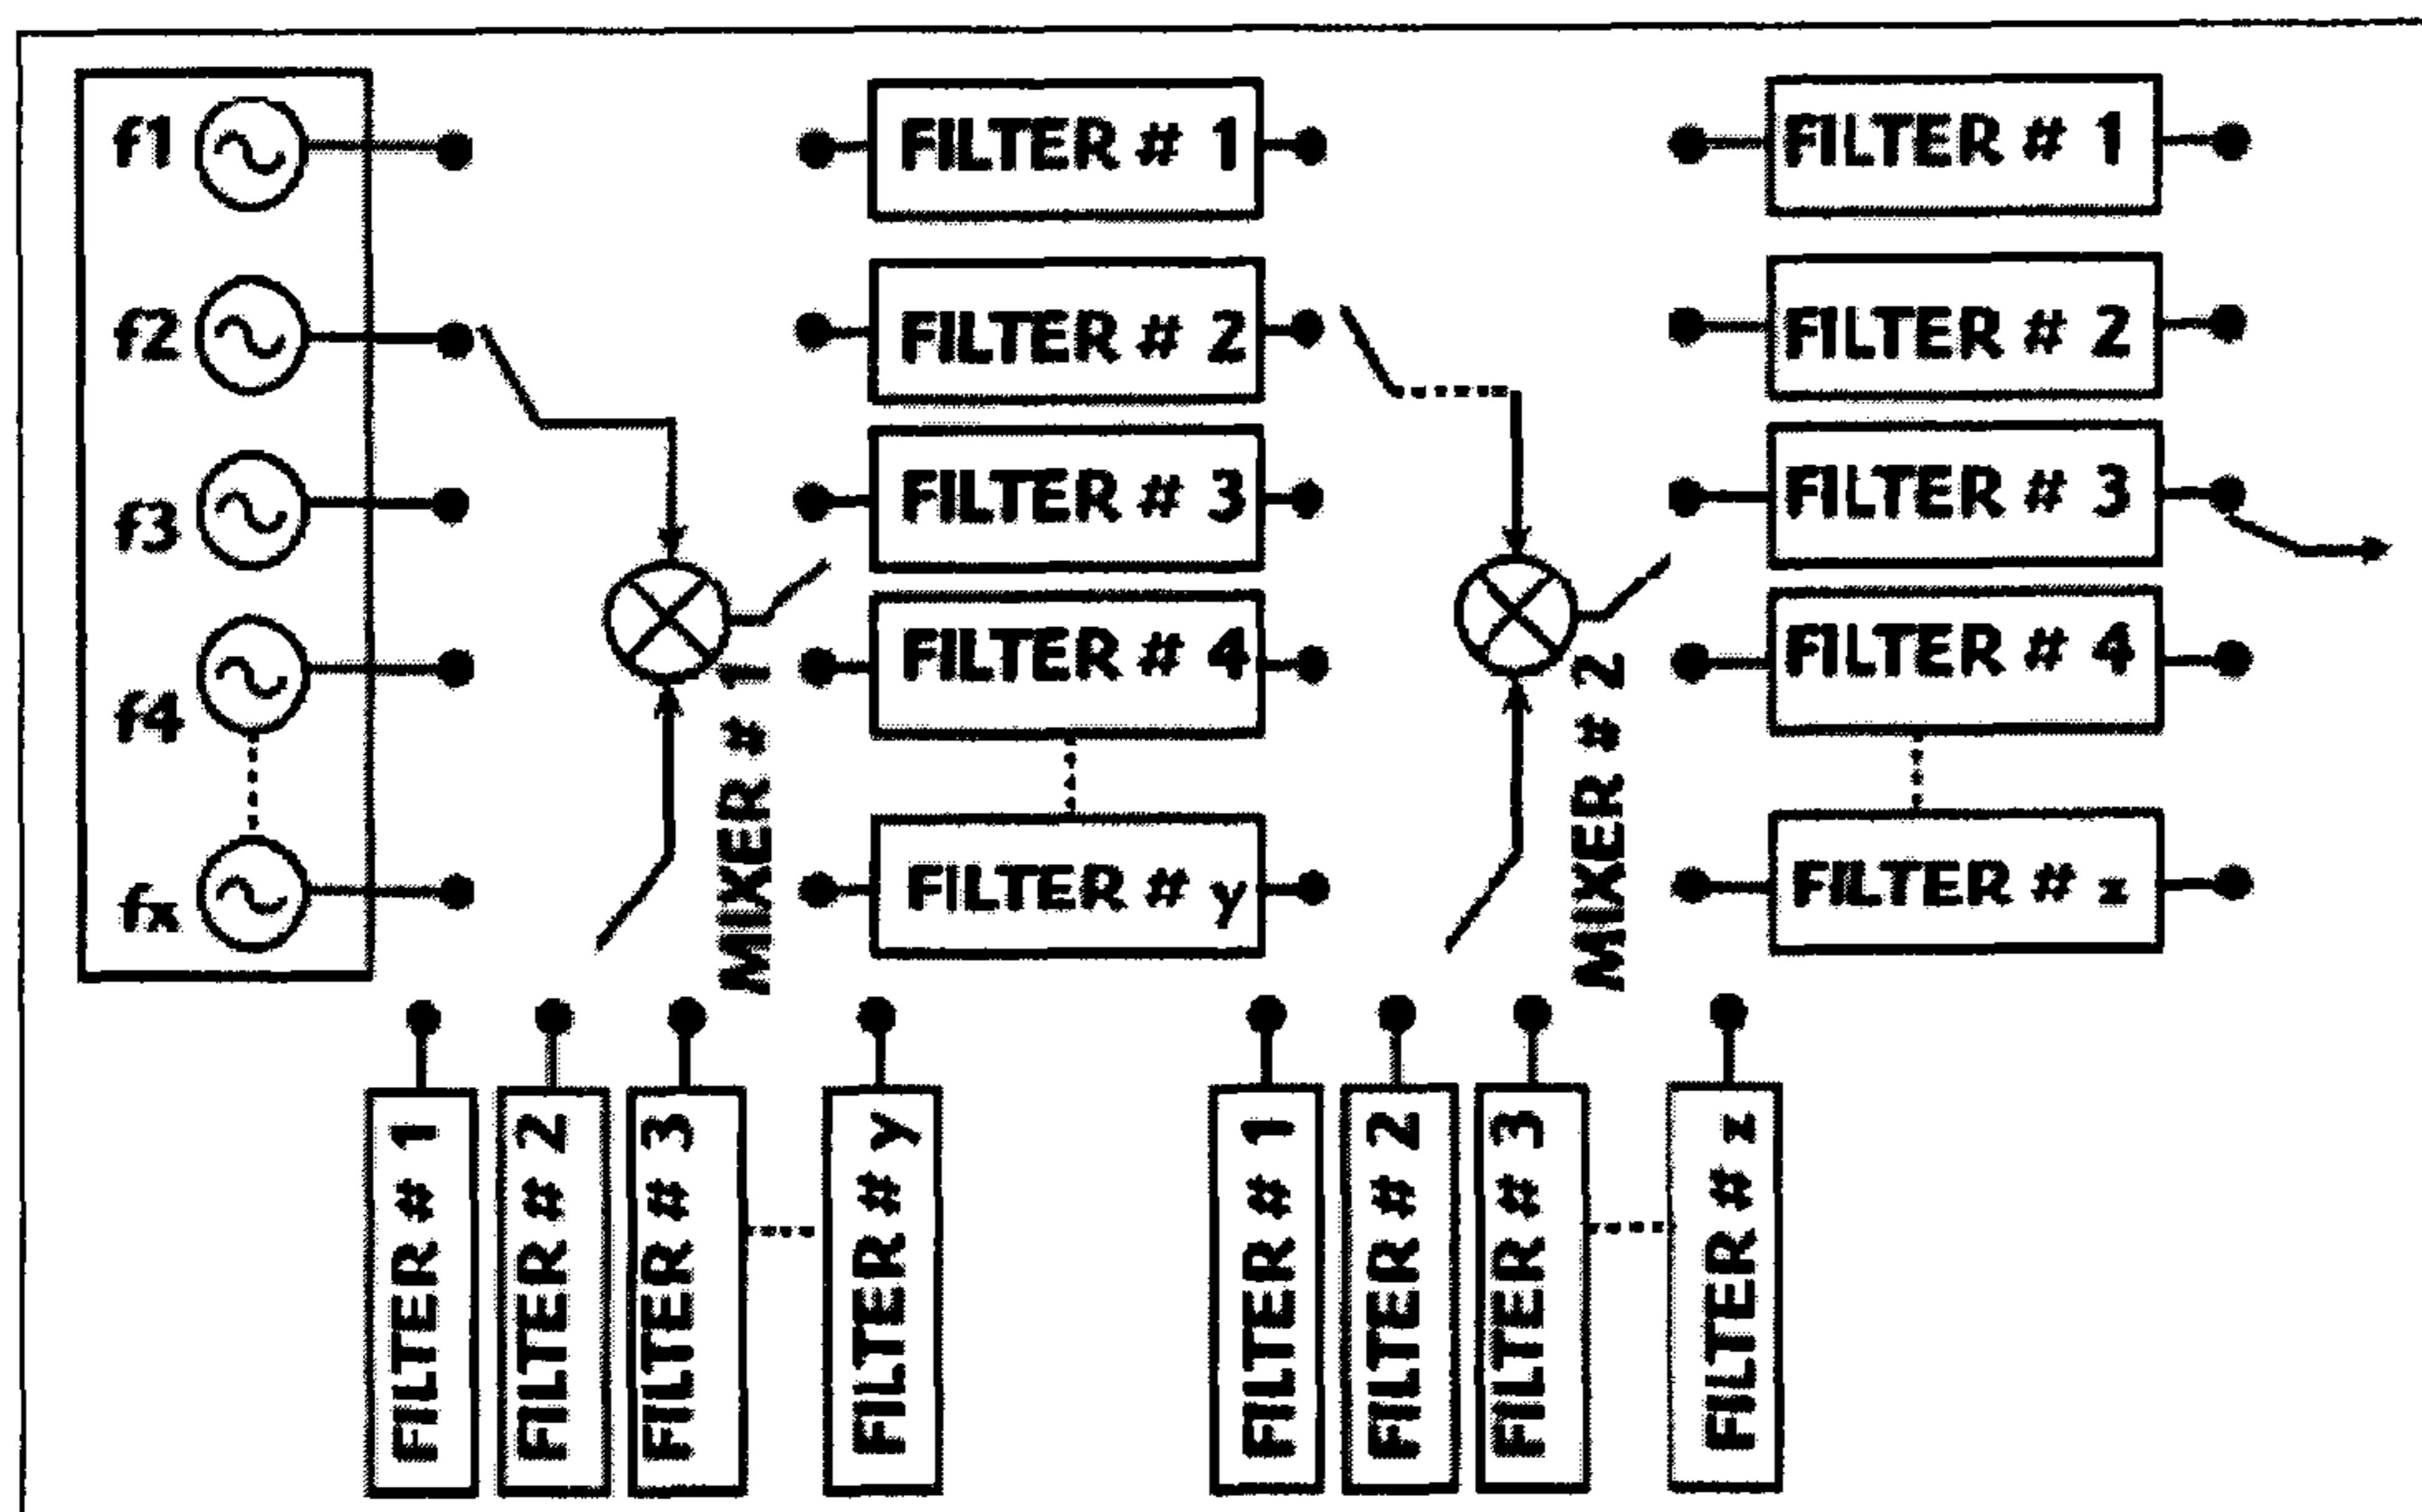 f1
f2
f3
f4
fx
FILTER # 1
FILTER # 2
FILTER # 3
FILTER # 4
FILTER # y
MIXER # 1
FILTER # 1
FILTER # 2
FILTER # 3
FILTER # 4
FILTER # z
MIXER # 2
FILTER # 1
FILTER # 2
FILTER # 3
FILTER # y
FILTER # 1
FILTER # 2
FILTER # 3
FILTER # z